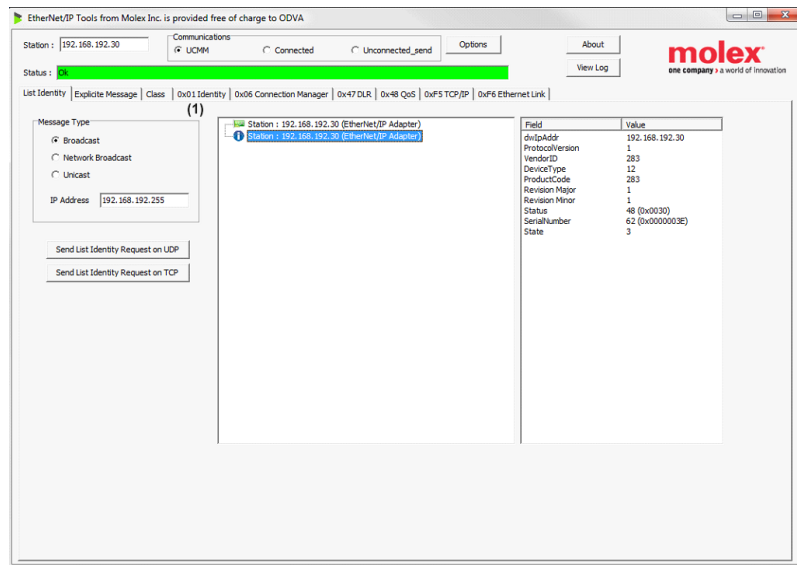 EtherNet/IP Tools from Molex Inc. is provided free of charge to ODVA
Station : 192.168.192.30
Communications
UCMM Connected Unconnected_send
Options
About
molex
one company > a world of innovation
Status : Ok
View Log
List Identity Explicite Message Class 0x01 Identity 0x06 Connection Manager 0x47 DLR 0x48 QoS 0xF5 TCP/IP 0xF6 Ethernet Link
(1)
Message Type
Broadcast
Network Broadcast
Unicast
IP Address 192.168.192.255
Send List Identity Request on UDP
Send List Identity Request on TCP
Station : 192.168.192.30 (EtherNet/IP Adapter)
Station : 192.168.192.30 (EtherNet/IP Adapter)
Field Value
dwIpAddr 192.168.192.30
ProtocolVersion 1
VendorID 283
DeviceType 12
ProductCode 283
Revision Major 1
Revision Minor 1
Status 48 (0x0030)
SerialNumber 62 (0x0000003E)
State 3